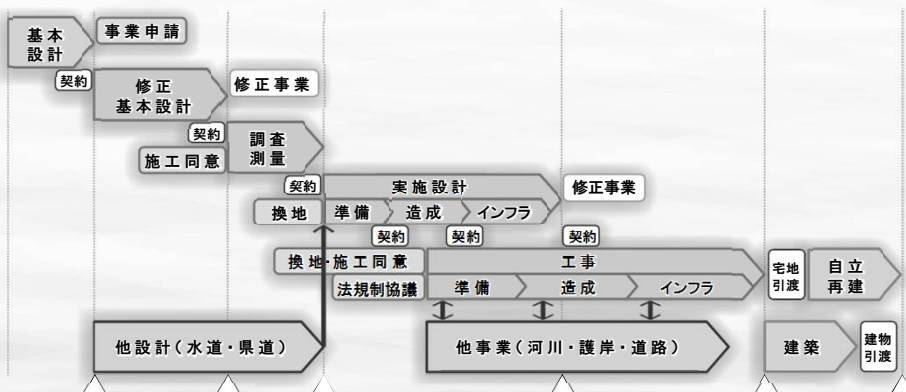 基本
設計
事業申請
契約
修正
基本設計
修正事業
契約
調査
測量
施工同意
契約
実施設計
修正事業
換地
準備
造成
インフラ
契約
契約
契約
換地・施工同意
工事
宅地
引渡
自立
再建
法規制協議
準備
造成
インフラ
他設計(水道・県道)
他事業(河川・護岸・道路)
建築
建物
引渡